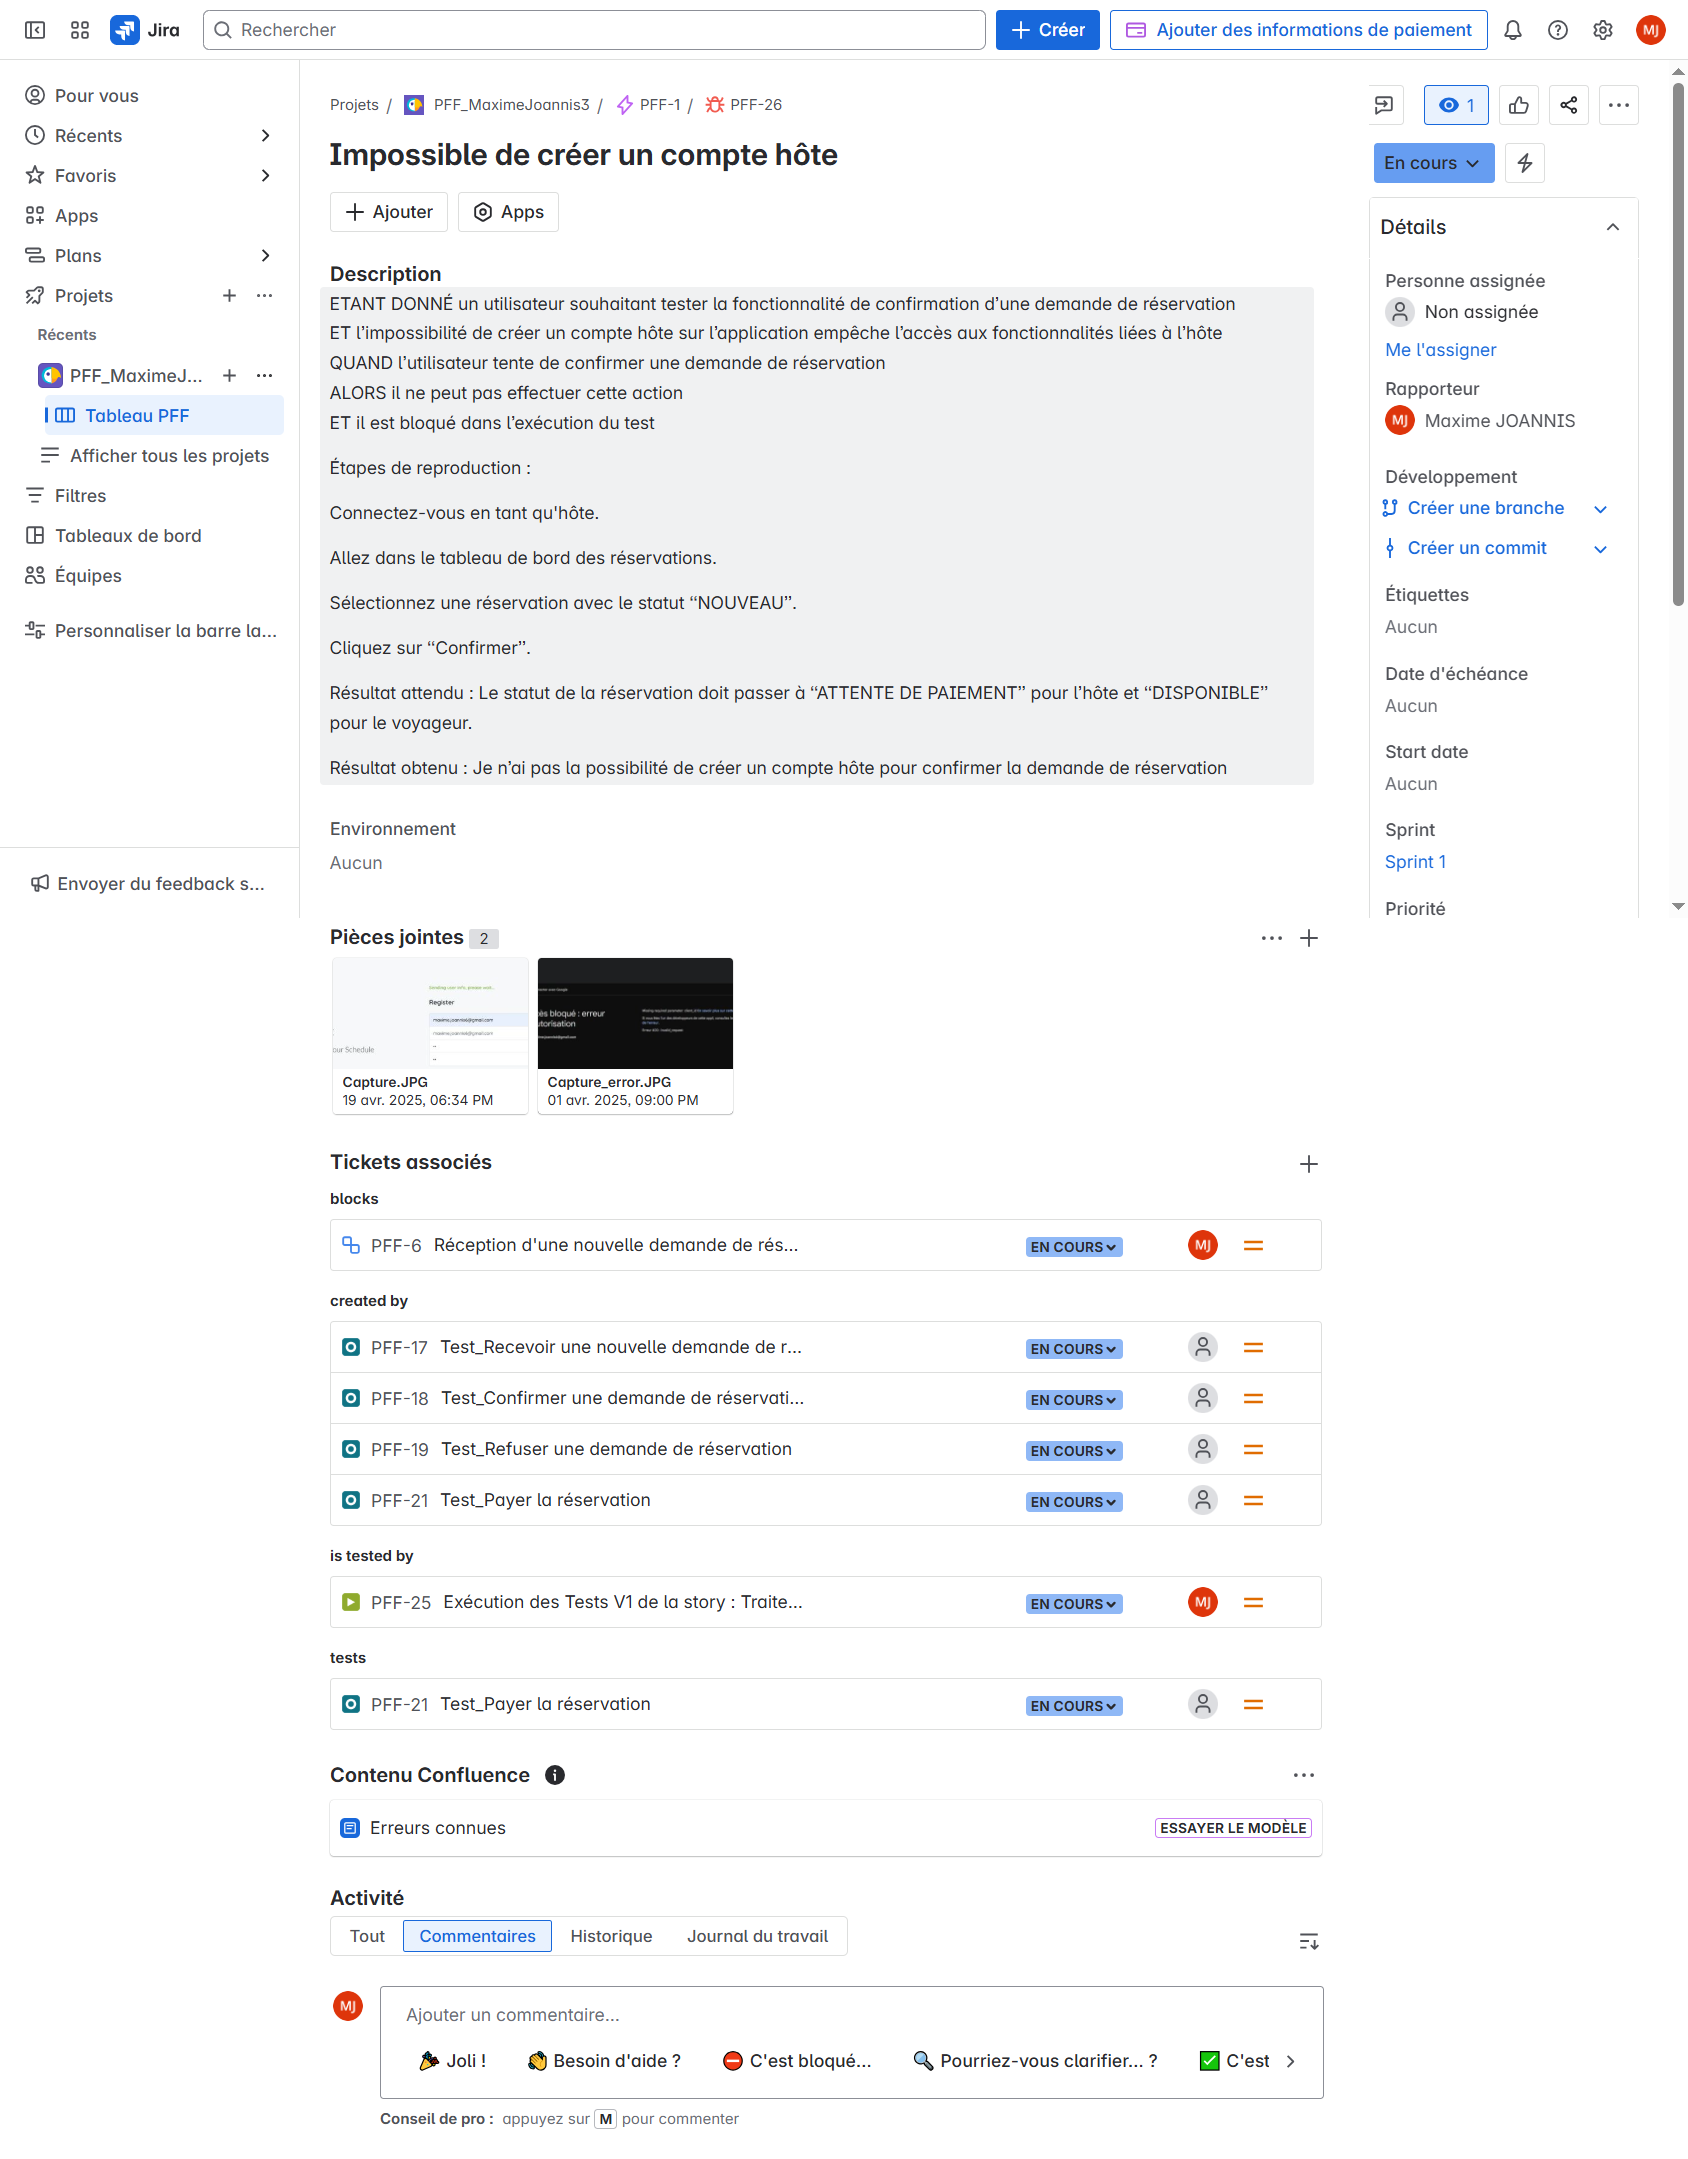 Jira
Rechercher
Créer
Ajouter des informations de paiement
MJ
Pour vous
Récents
Favoris
Apps
Plans
Projets
Récents
PFF_MaximeJ...
Tableau PFF
Afficher tous les projets
Filtres
Tableaux de bord
Équipes
Personnaliser la barre la...
Envoyer du feedback s...
Projets / PFF_MaximeJoannis3 / PFF-1 / PFF-26
1
Impossible de créer un compte hôte
En cours
Ajouter
Apps
Description
ETANT DONNÉ un utilisateur souhaitant tester la fonctionnalité de confirmation d’une demande de réservation
ET l’impossibilité de créer un compte hôte sur l’application empêche l’accès aux fonctionnalités liées à l’hôte
QUAND l’utilisateur tente de confirmer une demande de réservation
ALORS il ne peut pas effectuer cette action
ET il est bloqué dans l’exécution du test
Étapes de reproduction :
Connectez-vous en tant qu'hôte.
Allez dans le tableau de bord des réservations.
Sélectionnez une réservation avec le statut “NOUVEAU”.
Cliquez sur “Confirmer”.
Résultat attendu : Le statut de la réservation doit passer à “ATTENTE DE PAIEMENT” pour l’hôte et “DISPONIBLE”
pour le voyageur.
Résultat obtenu : Je n’ai pas la possibilité de créer un compte hôte pour confirmer la demande de réservation
Environnement
Aucun
Détails
Personne assignée
Non assignée
Me l'assigner
Rapporteur
MJ Maxime JOANNIS
Développement
Créer une branche
Créer un commit
Étiquettes
Aucun
Date d'échéance
Aucun
Start date
Aucun
Sprint
Sprint 1
Priorité
Pièces jointes 2
Register
our Schedule
Capture.JPG
19 avr. 2025, 06:34 PM
ès bloqué : erreur
utorisation
Capture_error.JPG
01 avr. 2025, 09:00 PM
Tickets associés
blocks
PFF-6 Réception d'une nouvelle demande de rés... EN COURS MJ
created by
PFF-17 Test_Recevoir une nouvelle demande de r... EN COURS
PFF-18 Test_Confirmer une demande de réservati... EN COURS
PFF-19 Test_Refuser une demande de réservation EN COURS
PFF-21 Test_Payer la réservation EN COURS
is tested by
PFF-25 Exécution des Tests V1 de la story : Traite... EN COURS MJ
tests
PFF-21 Test_Payer la réservation EN COURS
Contenu Confluence
Erreurs connues ESSAYER LE MODÈLE
Activité
Tout Commentaires Historique Journal du travail
MJ
Ajouter un commentaire...
Joli ! Besoin d'aide ? C'est bloqué... Pourriez-vous clarifier... ? C'est
Conseil de pro : appuyez sur M pour commenter